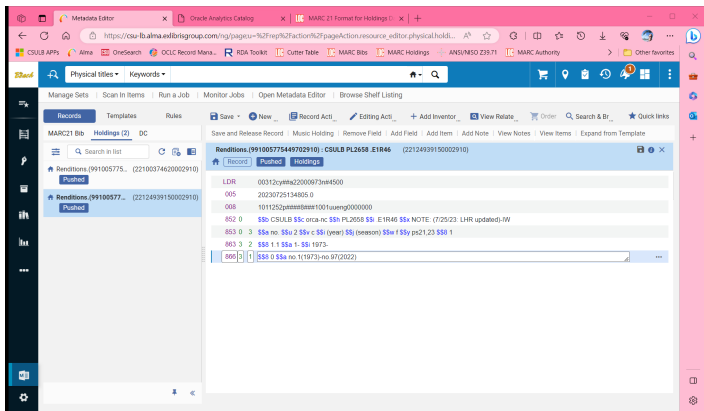 Metadata Editor
Oracle Analytics Catalog
MARC 21 Format for Holdings D
https://csu-lb.alma.exlibrisgroup.com/ng/page;u=%2Frep%2Faction%2FpageAction.resource_editor.physical.holdi...
CSULB APPs
Alma
OneSearch
OCLC Record Mana...
RDA Toolkit
Cutter Table
MARC Bibs
MARC Holdings
ANSI/NISO Z39.71
MARC Authority
Other favorites
Physical titles
Keywords
1
Manage Sets | Scan In Items | Run a Job | Monitor Jobs | Open Metadata Editor | Browse Shelf Listing
Records
Templates
Rules
Save
New
Record Acti
Editing Acti
+ Add Inventor
View Relate
Order
Search & Br
Quick links
MARC21 Bib
Holdings (2)
DC
Save and Release Record | Music Holding | Remove Field | Add Field | Add Item | Add Note | View Notes | View Items | Expand from Template
Search in list
Renditions.(991005775449702910) : CSULB PL2658 .E1R46 (22124939150002910)
Record
Pushed
Holdings
Renditions.(991005775... (22100374620002910)
Pushed
Renditions.(99100577... (22124939150002910)
Pushed
LDR 00312cy##a22000973n#4500
005 20230725134805.0
008 1011252p####8###1001uueng0000000
852 0 $$b CSULB $$c orca-nc $$h PL2658 $$i .E1R46 $$x NOTE: (7/25/23: LHR updated)-IW
853 0 3 $$a no. $$u 2 $$v c $$i (year) $$j (season) $$w f $$y ps21,23 $$8 1
863 3 2 $$8 1.1 $$a 1- $$i 1973-
866 3 1 $$8 0 $$a no.1(1973)-no.97(2022)